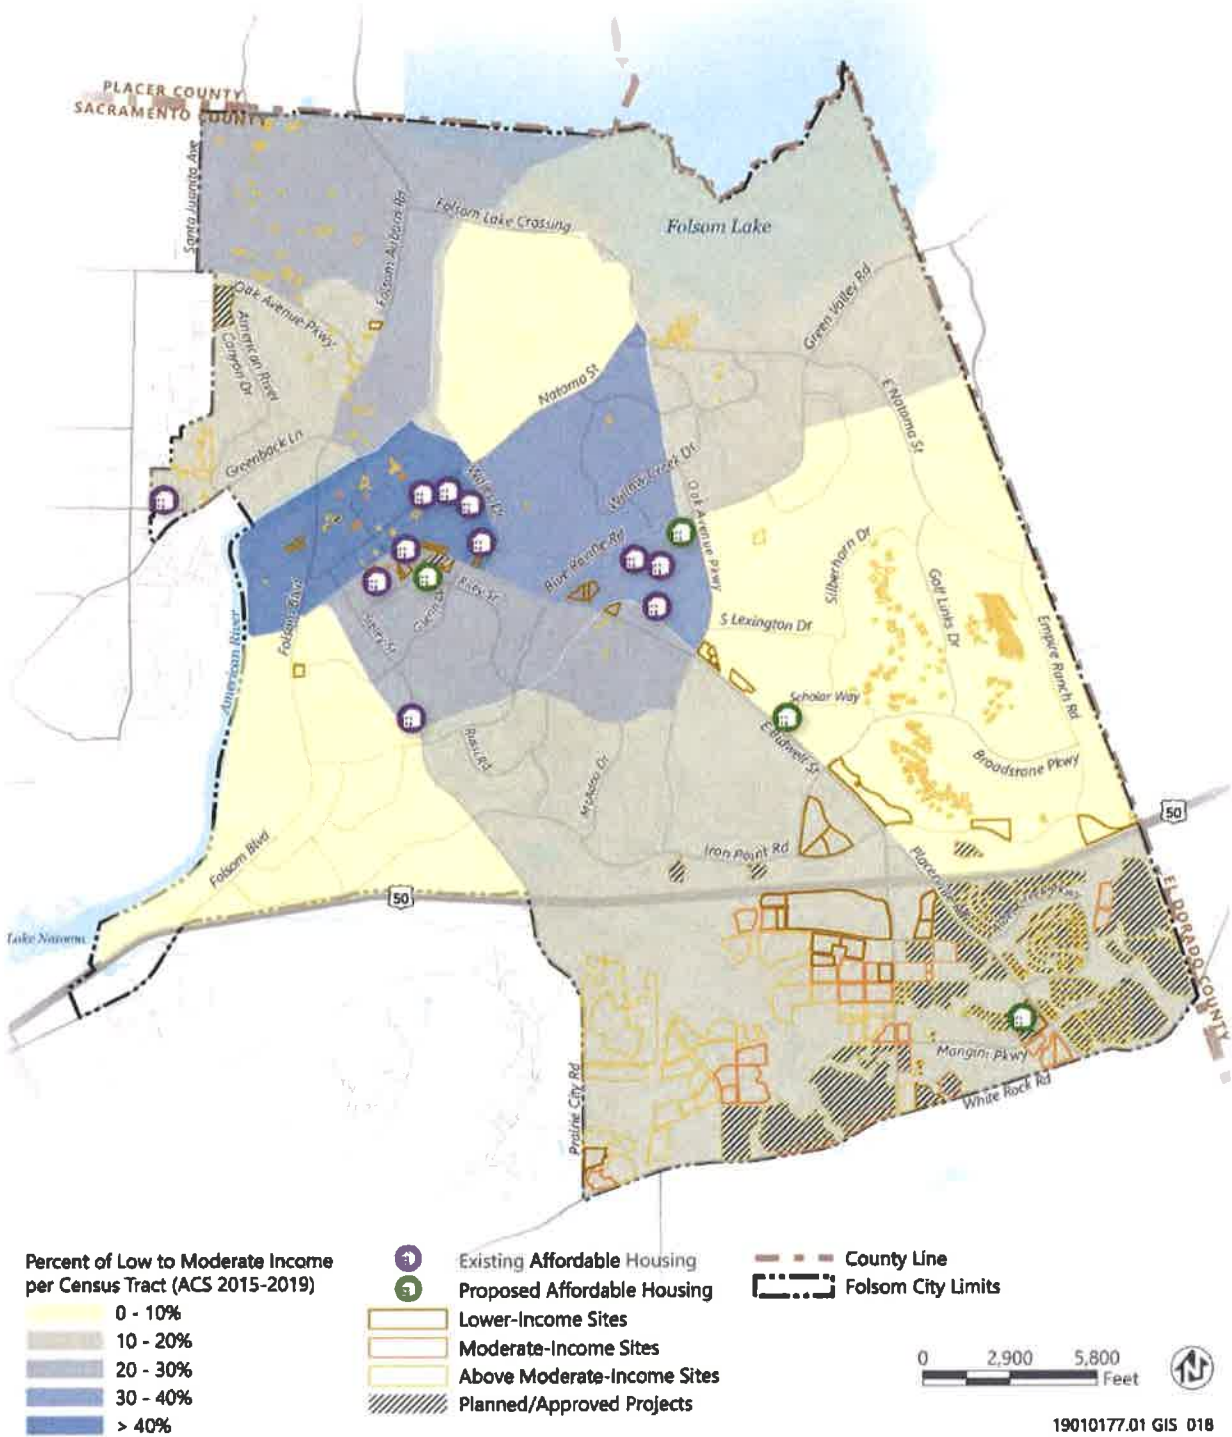 PLACER COUNTY
SACRAMENTO COUNTY
Santa Juanita Ave
Folsom Auburn Rd
Folsom Lake Crossing
Folsom Lake
Green Valley Rd
Oak Avenue Pkwy
American River
Canyon Dr
Natoma St
E Natoma St
Greenback Ln
Willow Creek Dr
Oak Avenue Pkwy
Blue Ravine Rd
Silberhorn Dr
Golf Links Dr
Riley St
Glenn Dr
Sibley St
Folsom Blvd
S Lexington Dr
Empire Ranch Rd
American River
Scholar Way
E Bidwell St
Broadstone Pkwy
McAdoo Dr
50
Iron Point Rd
Folsom Blvd
50
EL DORADO COUNTY
Lake Natoma
Mangini Pkwy
White Rock Rd
Prairie City Rd
Percent of Low to Moderate Income
per Census Tract (ACS 2015-2019)
0 - 10%
10 - 20%
20 - 30%
30 - 40%
> 40%
Existing Affordable Housing
Proposed Affordable Housing
Lower-Income Sites
Moderate-Income Sites
Above Moderate-Income Sites
Planned/Approved Projects
County Line
Folsom City Limits
0 2,900 5,800
Feet
N
19010177.01 GIS 018